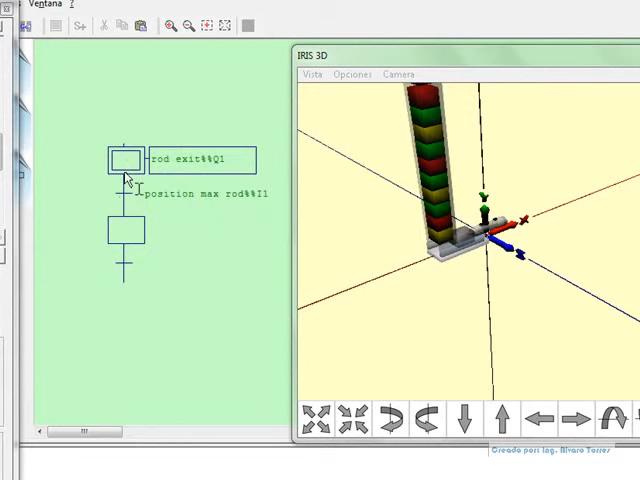 Ventana ?
S+
IRIS 3D
Vista Opciones Camera
rod exit%%Q1
position max rod%%I1
Y
X
Z
Creado por: Ing. Alvaro Torres